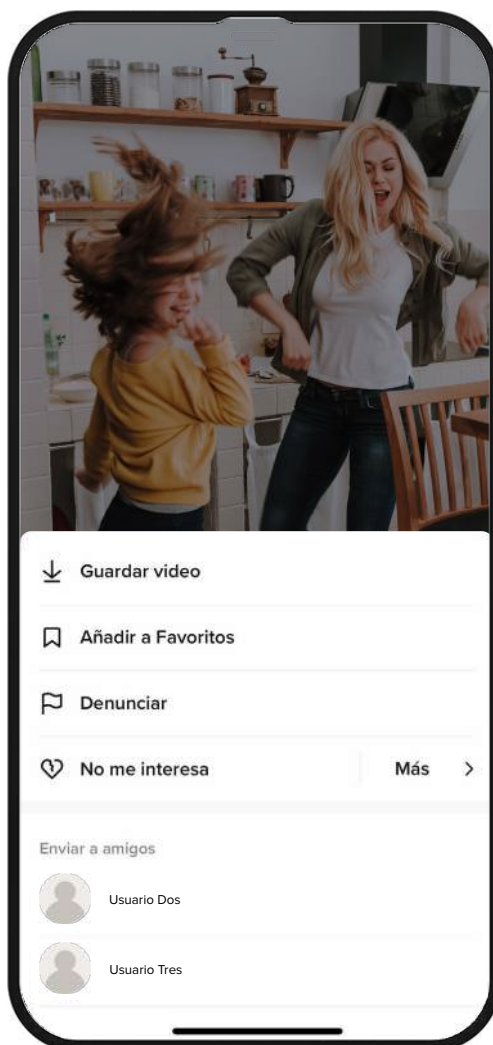 Guardar video
Añadir a Favoritos
Denunciar
No me interesa Más
Enviar a amigos
Usuario Dos
Usuario Tres